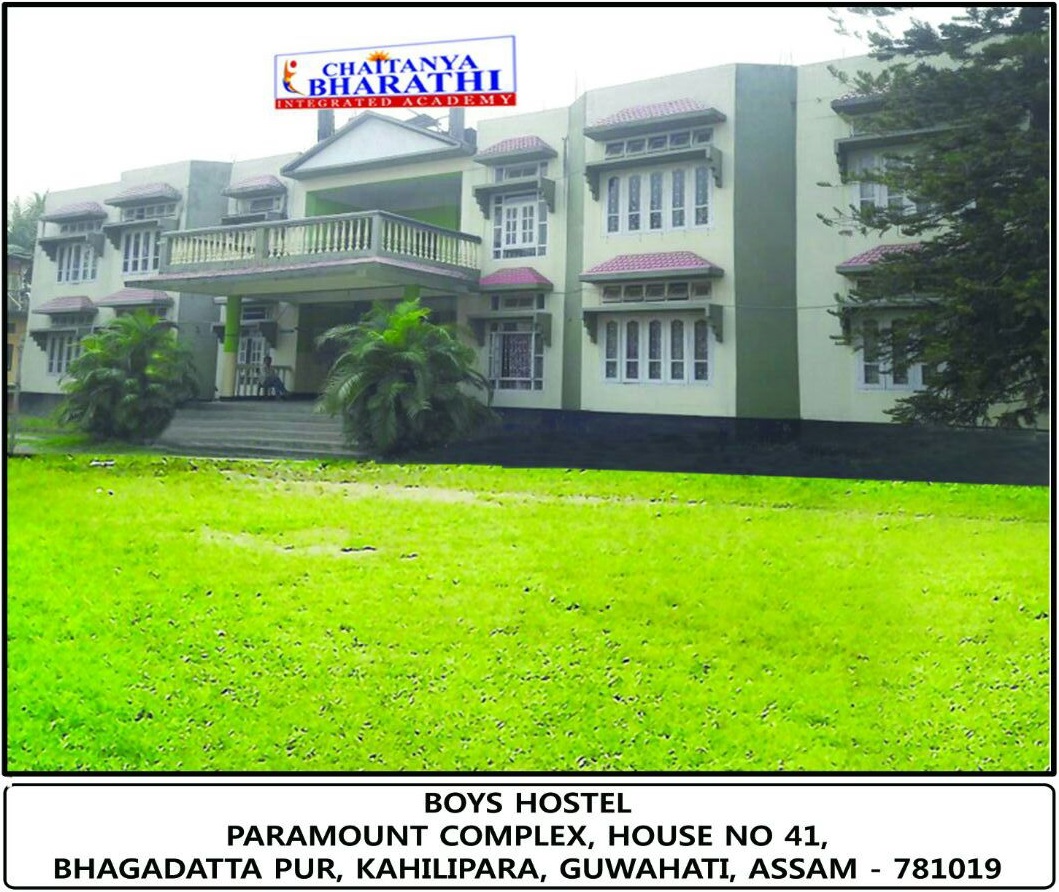 CHAITANYA
BHARATHI
INTEGRATED ACADEMY
BOYS HOSTEL
PARAMOUNT COMPLEX, HOUSE NO 41,
BHAGADATTA PUR, KAHILIPARA, GUWAHATI, ASSAM - 781019